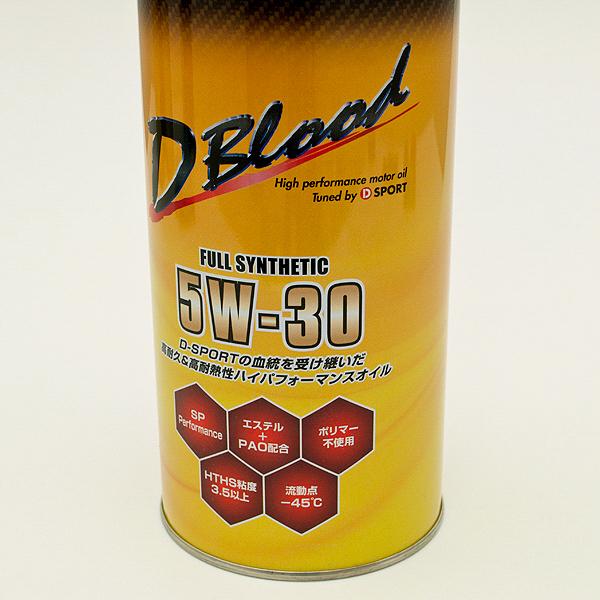 D Blood
High performance motor oil
Tuned by D SPORT
FULL SYNTHETIC
5W-30
D-SPORTの血統を受け継いだ
高耐久&高耐熱性ハイパフォーマンスオイル
SP
Performance
エステル
+
PAO配合
ポリマー
不使用
HTHS粘度
3.5以上
流動点
-45℃